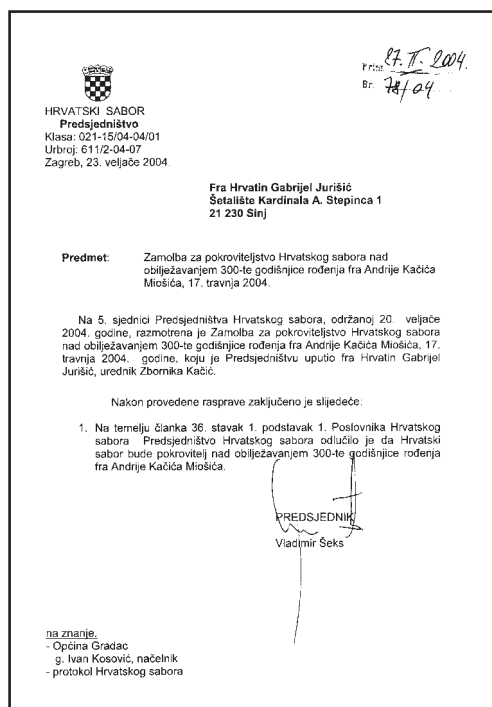 Prim. 27. II. 2004.
Br. 78/04
HRVATSKI SABOR
Predsjedništvo
Klasa: 021-15/04-04/01
Urbroj: 611/2-04-07
Zagreb, 23. veljače 2004.
Fra Hrvatin Gabrijel Jurišić
Šetalište Kardinala A. Stepinca 1
21 230 Sinj
Predmet: Zamolba za pokroviteljstvo Hrvatskog sabora nad
obilježavanjem 300-te godišnjice rođenja fra Andrije Kačića
Miošića, 17. travnja 2004.
Na 5. sjednici Predsjedništva Hrvatskog sabora, održanoj 20. veljače
2004. godine, razmotrena je Zamolba za pokroviteljstvo Hrvatskog sabora
nad obilježavanjem 300-te godišnjice rođenja fra Andrije Kačića Miošića, 17.
travnja 2004. godine, koju je Predsjedništvu uputio fra Hrvatin Gabrijel
Jurišić, urednik Zbornika Kačić.
Nakon provedene rasprave zaključeno je slijedeće:
1. Na temelju članka 36. stavak 1. podstavak 1. Poslovnika Hrvatskog
sabora Predsjedništvo Hrvatskog sabora odlučilo je da Hrvatski
sabor bude pokrovitelj nad obilježavanjem 300-te godišnjice rođenja
fra Andrije Kačića Miošića.
PREDSJEDNIK
Vladimir Šeks
na znanje:
- Općina Gradac
g. Ivan Kosović, načelnik
- protokol Hrvatskog sabora